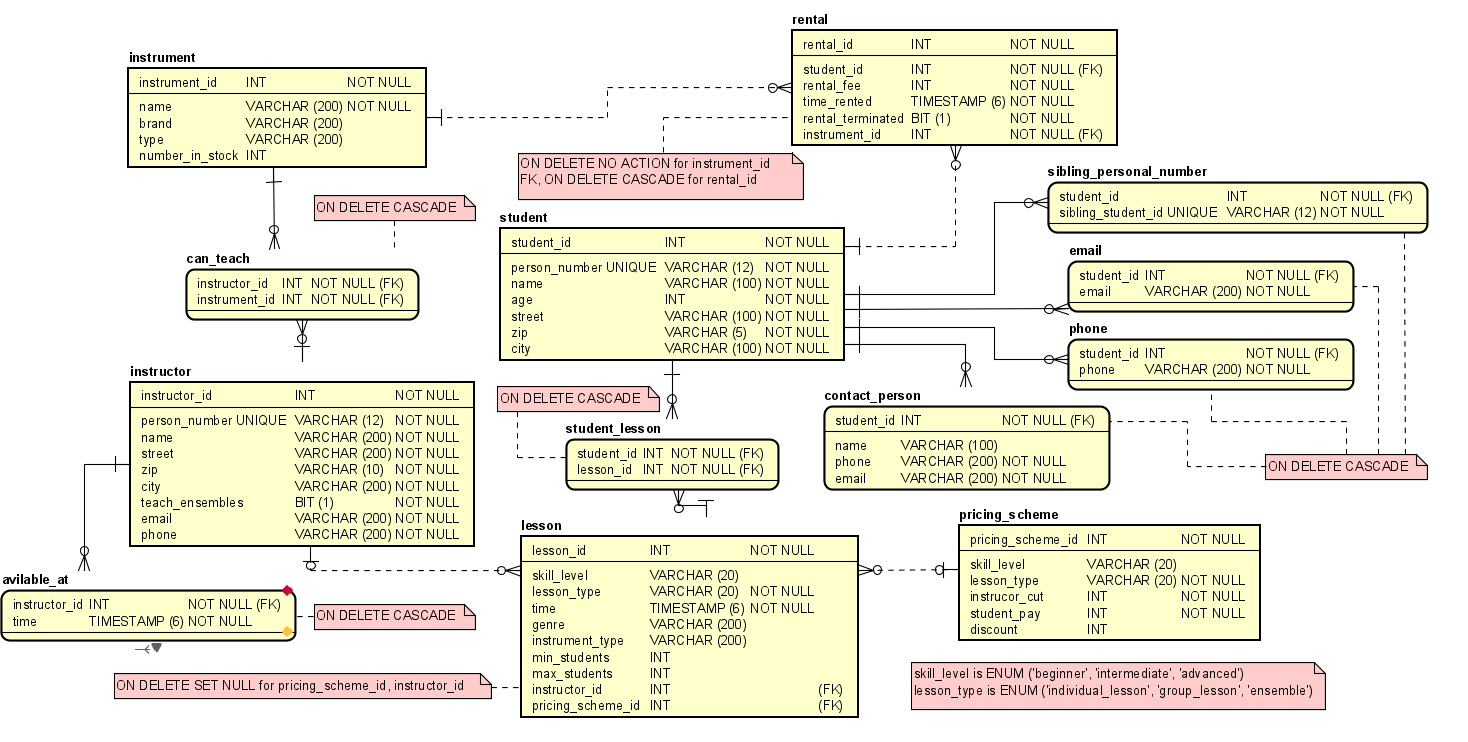 rental
rental_id INT NOT NULL
student_id INT NOT NULL (FK)
rental_fee INT NOT NULL
time_rented TIMESTAMP (6) NOT NULL
rental_terminated BIT (1) NOT NULL
instrument_id INT NOT NULL (FK)
instrument
instrument_id INT NOT NULL
name VARCHAR (200) NOT NULL
brand VARCHAR (200)
type VARCHAR (200)
number_in_stock INT
ON DELETE NO ACTION for instrument_id
FK, ON DELETE CASCADE for rental_id
sibling_personal_number
student_id INT NOT NULL (FK)
sibling_student_id UNIQUE VARCHAR (12) NOT NULL
ON DELETE CASCADE
student
student_id INT NOT NULL
person_number UNIQUE VARCHAR (12) NOT NULL
name VARCHAR (100) NOT NULL
age INT NOT NULL
street VARCHAR (100) NOT NULL
zip VARCHAR (5) NOT NULL
city VARCHAR (100) NOT NULL
email
student_id INT NOT NULL (FK)
email VARCHAR (200) NOT NULL
can_teach
instructor_id INT NOT NULL (FK)
instrument_id INT NOT NULL (FK)
phone
student_id INT NOT NULL (FK)
phone VARCHAR (200) NOT NULL
instructor
instructor_id INT NOT NULL
person_number UNIQUE VARCHAR (12) NOT NULL
name VARCHAR (200) NOT NULL
street VARCHAR (200) NOT NULL
zip VARCHAR (10) NOT NULL
city VARCHAR (200) NOT NULL
teach_ensembles BIT (1) NOT NULL
email VARCHAR (200) NOT NULL
phone VARCHAR (200) NOT NULL
ON DELETE CASCADE
student_lesson
student_id INT NOT NULL (FK)
lesson_id INT NOT NULL (FK)
contact_person
student_id INT NOT NULL (FK)
name VARCHAR (100)
phone VARCHAR (200) NOT NULL
email VARCHAR (200) NOT NULL
ON DELETE CASCADE
lesson
lesson_id INT NOT NULL
skill_level VARCHAR (20)
lesson_type VARCHAR (20) NOT NULL
time TIMESTAMP (6) NOT NULL
genre VARCHAR (200)
instrument_type VARCHAR (200)
min_students INT
max_students INT
instructor_id INT (FK)
pricing_scheme_id INT (FK)
pricing_scheme
pricing_scheme_id INT NOT NULL
skill_level VARCHAR (20)
lesson_type VARCHAR (20) NOT NULL
instrucor_cut INT NOT NULL
student_pay INT NOT NULL
discount INT
avilable_at
instructor_id INT NOT NULL (FK)
time TIMESTAMP (6) NOT NULL
ON DELETE CASCADE
ON DELETE SET NULL for pricing_scheme_id, instructor_id
skill_level is ENUM ('beginner', 'intermediate', 'advanced')
lesson_type is ENUM ('individual_lesson', 'group_lesson', 'ensemble')